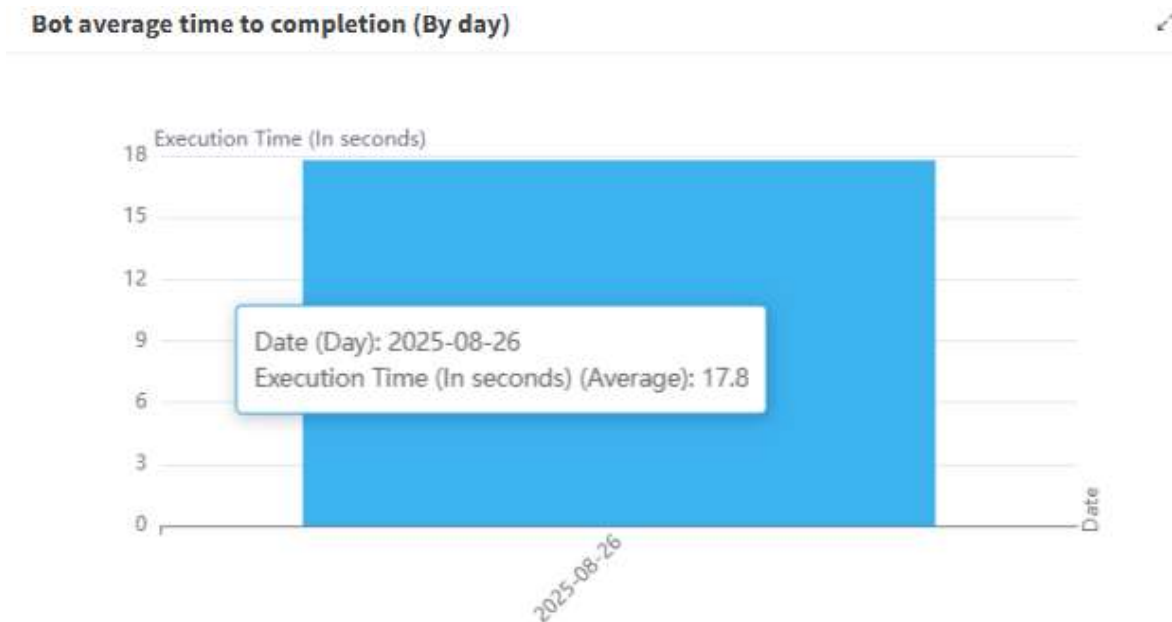 Bot average time to completion (By day)
Execution Time (In seconds)
18
15
12
9
6
3
0
Date (Day): 2025-08-26
Execution Time (In seconds) (Average): 17.8
Date
2025-08-26